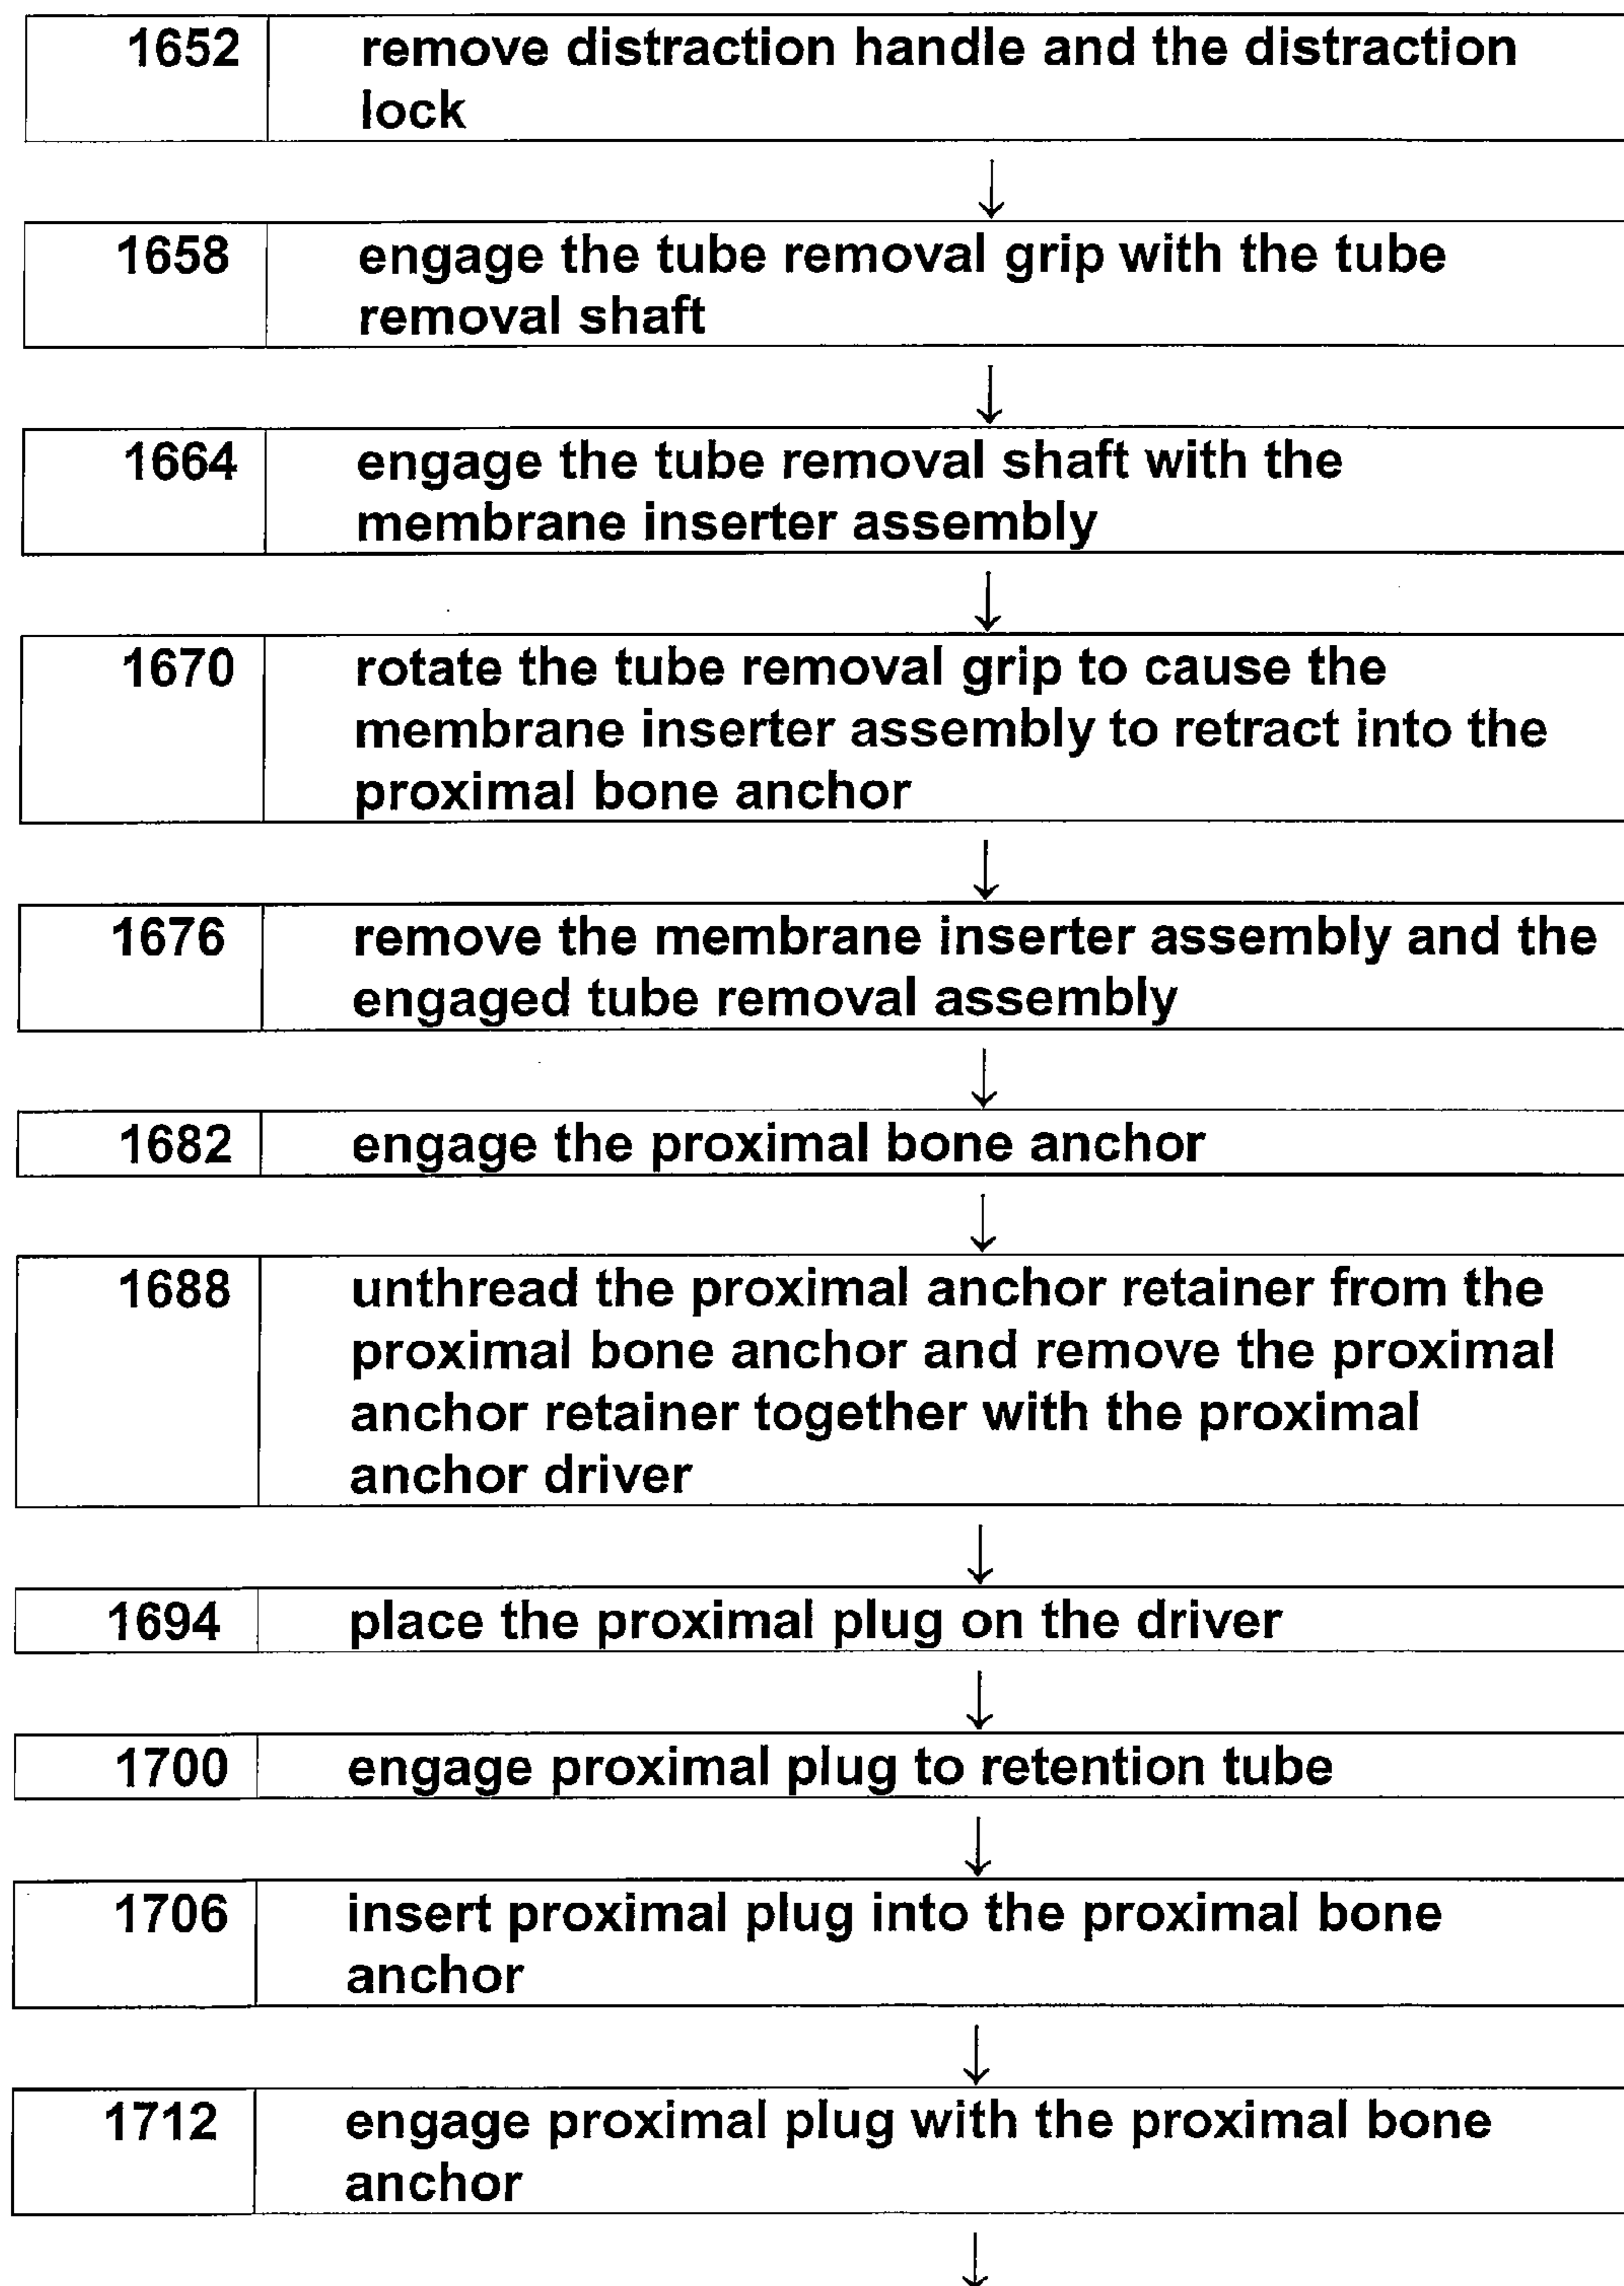 1652 remove distraction handle and the distraction
lock
1658 engage the tube removal grip with the tube
removal shaft
1664 engage the tube removal shaft with the
membrane inserter assembly
1670 rotate the tube removal grip to cause the
membrane inserter assembly to retract into the
proximal bone anchor
1676 remove the membrane inserter assembly and the
engaged tube removal assembly
1682 engage the proximal bone anchor
1688 unthread the proximal anchor retainer from the
proximal bone anchor and remove the proximal
anchor retainer together with the proximal
anchor driver
1694 place the proximal plug on the driver
1700 engage proximal plug to retention tube
1706 insert proximal plug into the proximal bone
anchor
1712 engage proximal plug with the proximal bone
anchor